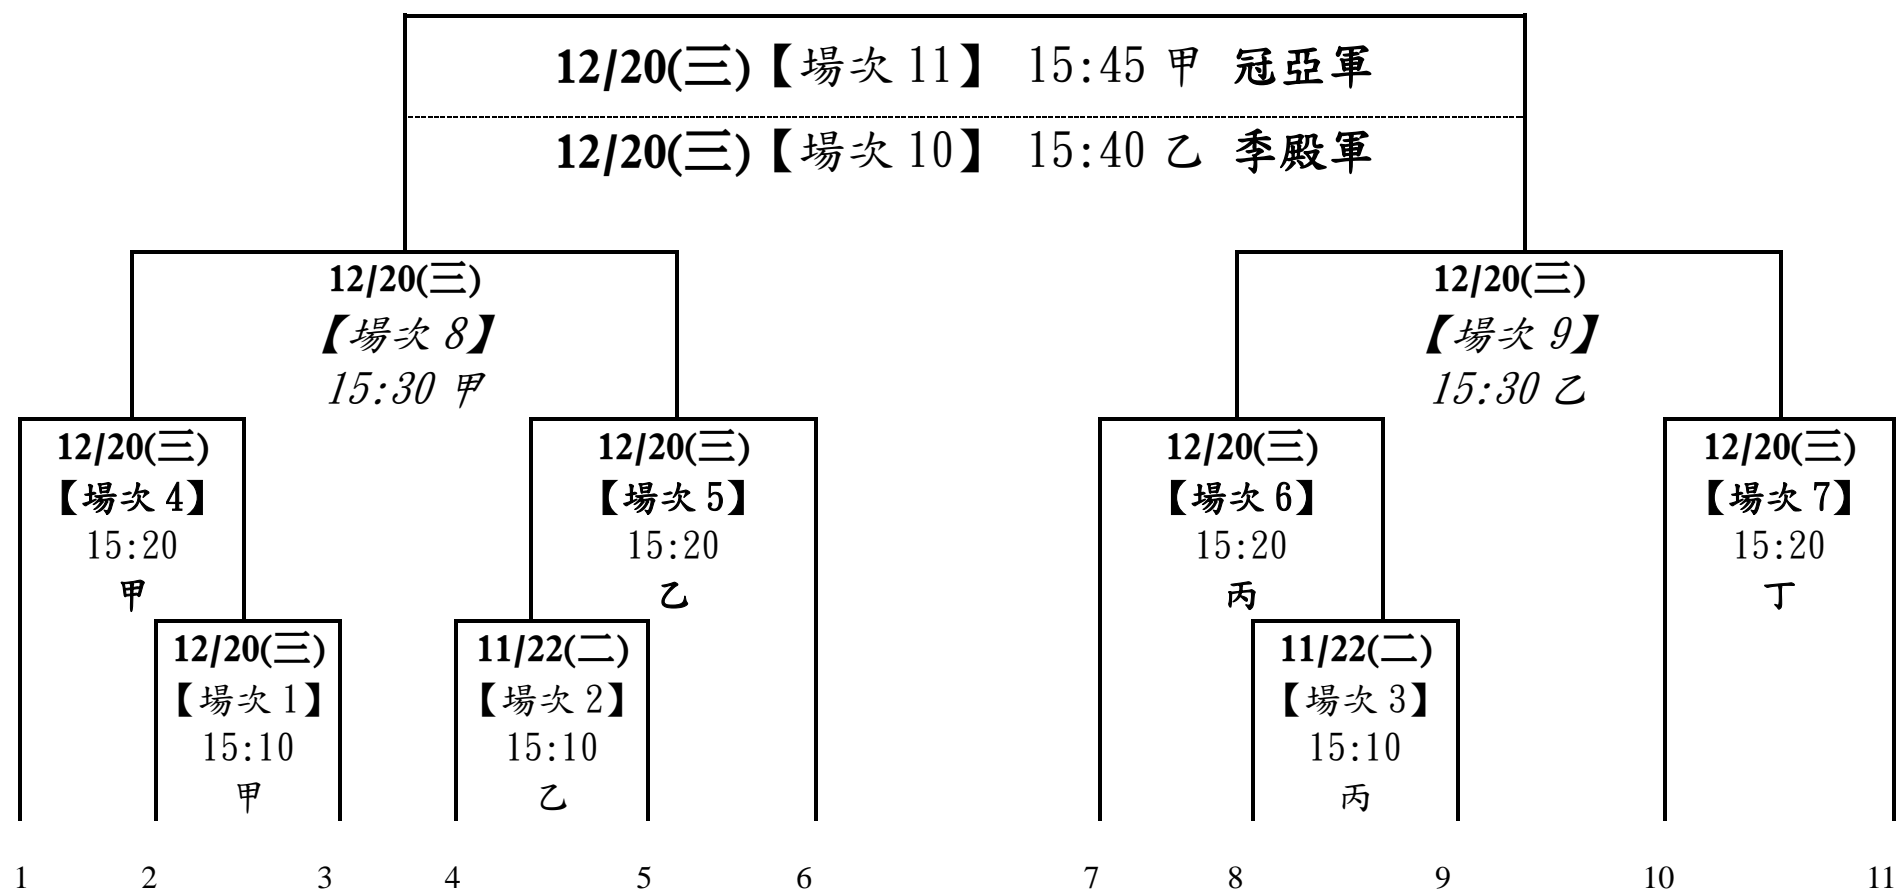 12/20(三)【場次 11】 15:45 甲 冠亞軍
12/20(三)【場次 10】 15:40 乙 季殿軍
12/20(三)
【場次 8】
15:30 甲
12/20(三)
【場次 9】
15:30 乙
12/20(三)
【場次 4】
15:20
甲
12/20(三)
【場次 5】
15:20
乙
12/20(三)
【場次 6】
15:20
丙
12/20(三)
【場次 7】
15:20
丁
12/20(三)
【場次 1】
15:10
甲
11/22(二)
【場次 2】
15:10
乙
11/22(二)
【場次 3】
15:10
丙
1 2 3 4 5 6 7 8 9 10 11